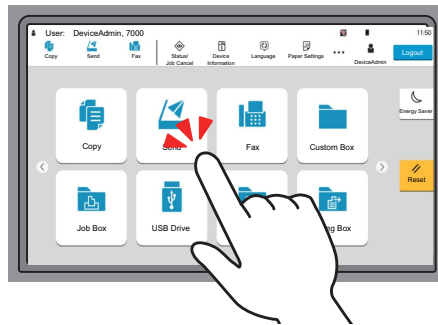 User: DeviceAdmin, 7000
11:50
Copy
Send
Fax
Status/
Job Cancel
Device
Information
Language
Paper Settings
DeviceAdmin
Logout
Copy
Fax
Custom Box
Energy Saver
Reset
Job Box
USB Drive
Box